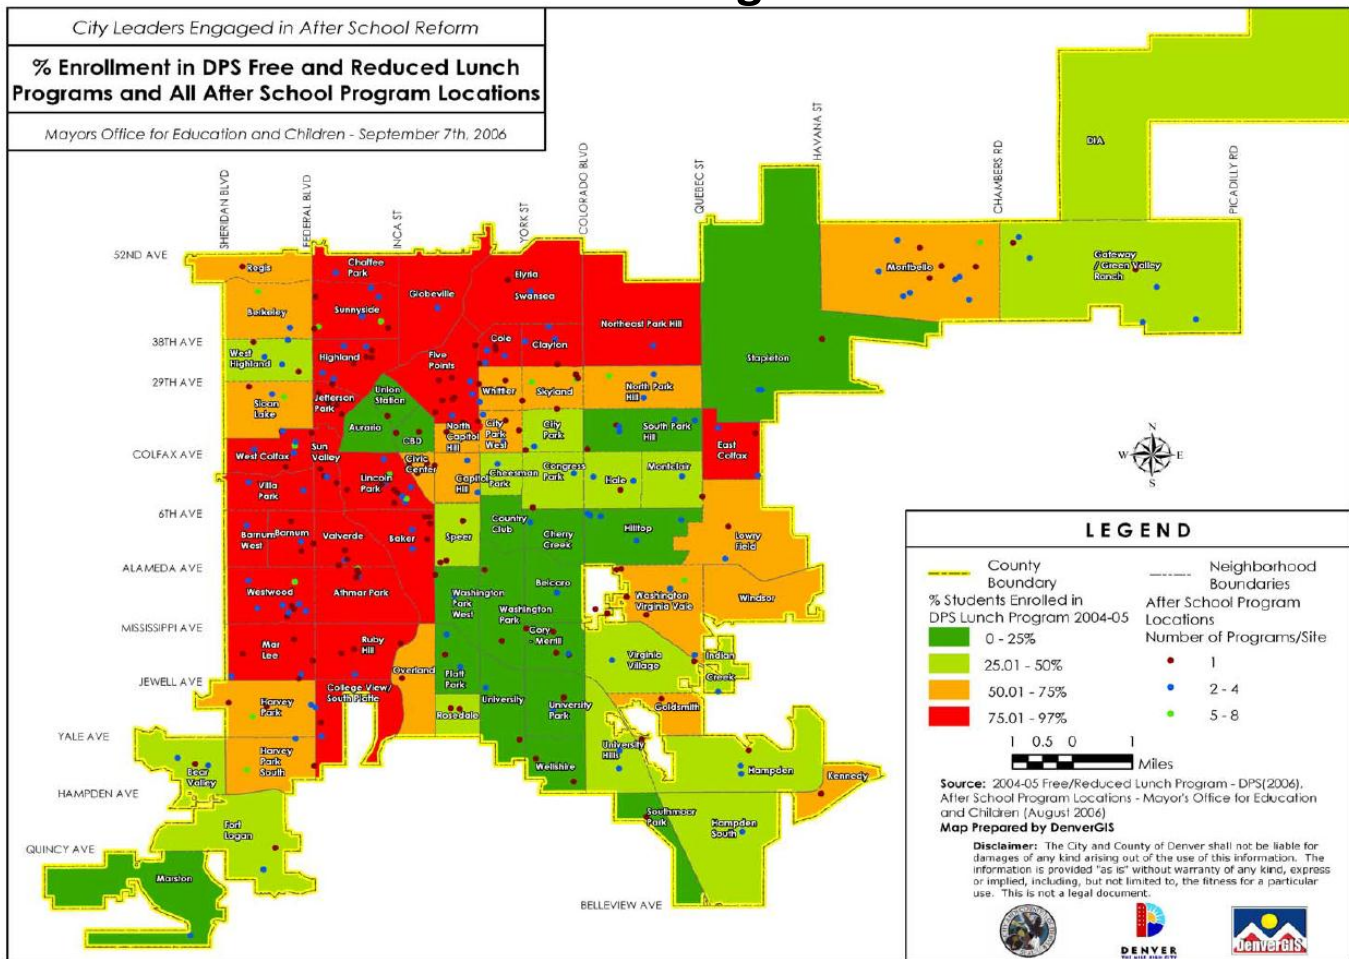 City Leaders Engaged in After School Reform
% Enrollment in DPS Free and Reduced Lunch
Programs and All After School Program Locations
Mayors Office for Education and Children - September 7th, 2006
SHERIDAN BLVD
FEDERAL BLVD
INCA ST
YORK ST
COLORADO BLVD
QUEBEC ST
HAVANA ST
CHAMBERS RD
PICADILLY RD
52ND AVE
38TH AVE
29TH AVE
COLFAX AVE
6TH AVE
ALAMEDA AVE
MISSISSIPPI AVE
JEWELL AVE
YALE AVE
HAMPDEN AVE
QUINCY AVE
BELLEVIEW AVE
DIA
Regis
Chaffee
Park
Globeville
Elyria
Swansea
Montbello
Gateway
/ Green Valley
Ranch
Berkeley
Sunnyside
Northeast Park Hill
West
Highland
Highland
Five
Points
Cole
Clayton
Stapleton
Sloan
Lake
Jefferson
Park
Union
Station
Whittier
Skyland
North Park
Hill
Auraria
CBD
North
Capitol
Hill
City
Park
West
City
Park
South Park
Hill
East
Colfax
West Colfax
Sun
Valley
Civic
Center
Villa
Park
Lincoln
Park
Capitol
Hill
Cheesman
Park
Congress
Park
Hale
Montclair
Barnum
West
Barnum
Valverde
Baker
Speer
Country
Club
Cherry
Creek
Hilltop
Lowry
Field
Westwood
Athmar Park
Washington
Park
West
Washington
Park
Belcaro
Washington
Virginia Vale
Windsor
Mar
Lee
Ruby
Hill
Cory
- Merrill
Virginia
Village
Indian
Creek
Overland
Platt
Park
College View/
South Platte
University
University
Park
Rosedale
Goldsmith
Harvey
Park
Harvey
Park
South
Bear
Valley
Wellshire
University
Hills
Hampden
Kennedy
Fort
Logan
Southmoor
Park
Hampden
South
Marston
N
W
E
S
LEGEND
County
Boundary
Neighborhood
Boundaries
% Students Enrolled in
DPS Lunch Program 2004-05
0 - 25%
25.01 - 50%
50.01 - 75%
75.01 - 97%
After School Program
Locations
Number of Programs/Site
1
2 - 4
5 - 8
1 0.5 0 1
Miles
Source: 2004-05 Free/Reduced Lunch Program - DPS(2006),
After School Program Locations - Mayor's Office for Education
and Children (August 2006)
Map Prepared by DenverGIS
Disclaimer: The City and County of Denver shall not be liable for
damages of any kind arising out of the use of this information. The
information is provided "as is" without warranty of any kind, express
or implied, including, but not limited to, the fitness for a particular
use. This is not a legal document.
DENVER
THE MILE HIGH CITY
DenverGIS